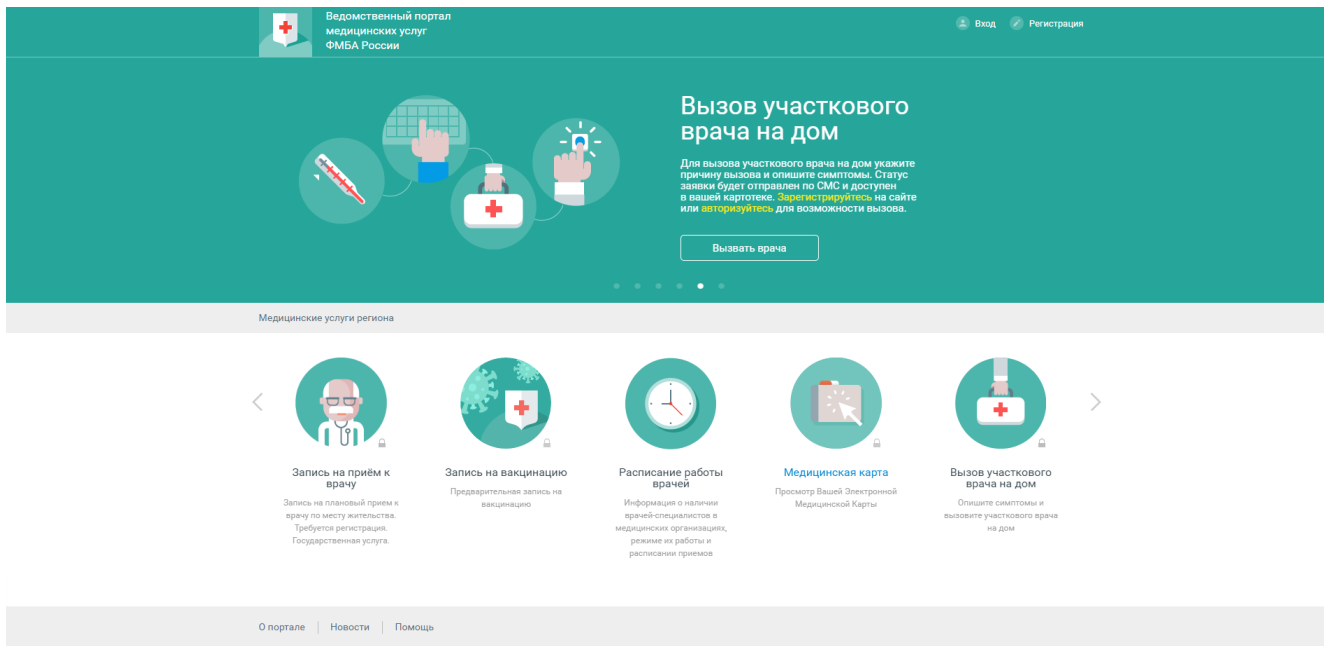 Ведомственный портал
медицинских услуг
ФМБА России
Вход
Регистрация
Вызов участкового
врача на дом
Для вызова участкового врача на дом укажите
причину вызова и опишите симптомы. Статус
заявки будет отправлен по СМС и доступен
в вашей картотеке. Зарегистрируйтесь на сайте
или авторизуйтесь для возможности вызова.
Вызвать врача
Медицинские услуги региона
Запись на приём к
врачу
Запись на плановый прием к
врачу по месту жительства.
Требуется регистрация.
Государственная услуга.
Запись на вакцинацию
Предварительная запись на
вакцинацию
Расписание работы
врачей
Информация о наличии
врачей-специалистов в
медицинских организациях,
режиме их работы и
расписании приемов
Медицинская карта
Просмотр Вашей Электронной
Медицинской Карты
Вызов участкового
врача на дом
Опишите симптомы и
вызовите участкового врача
на дом
О портале
Новости
Помощь